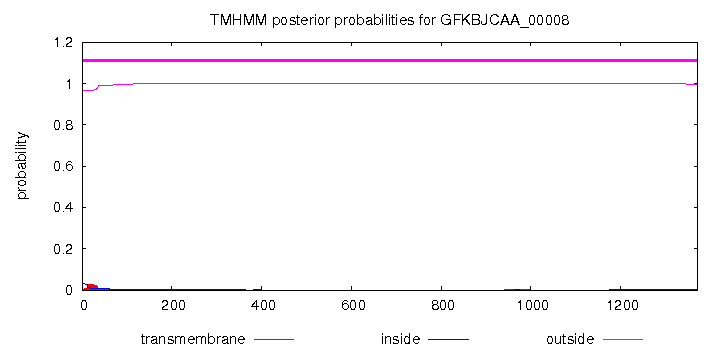 TMHMM posterior probabilities for GFKBJCAA_00008
1.2
1
0.8
0.6
0.4
0.2
0
probability
0 200 400 600 800 1000 1200
transmembrane inside outside